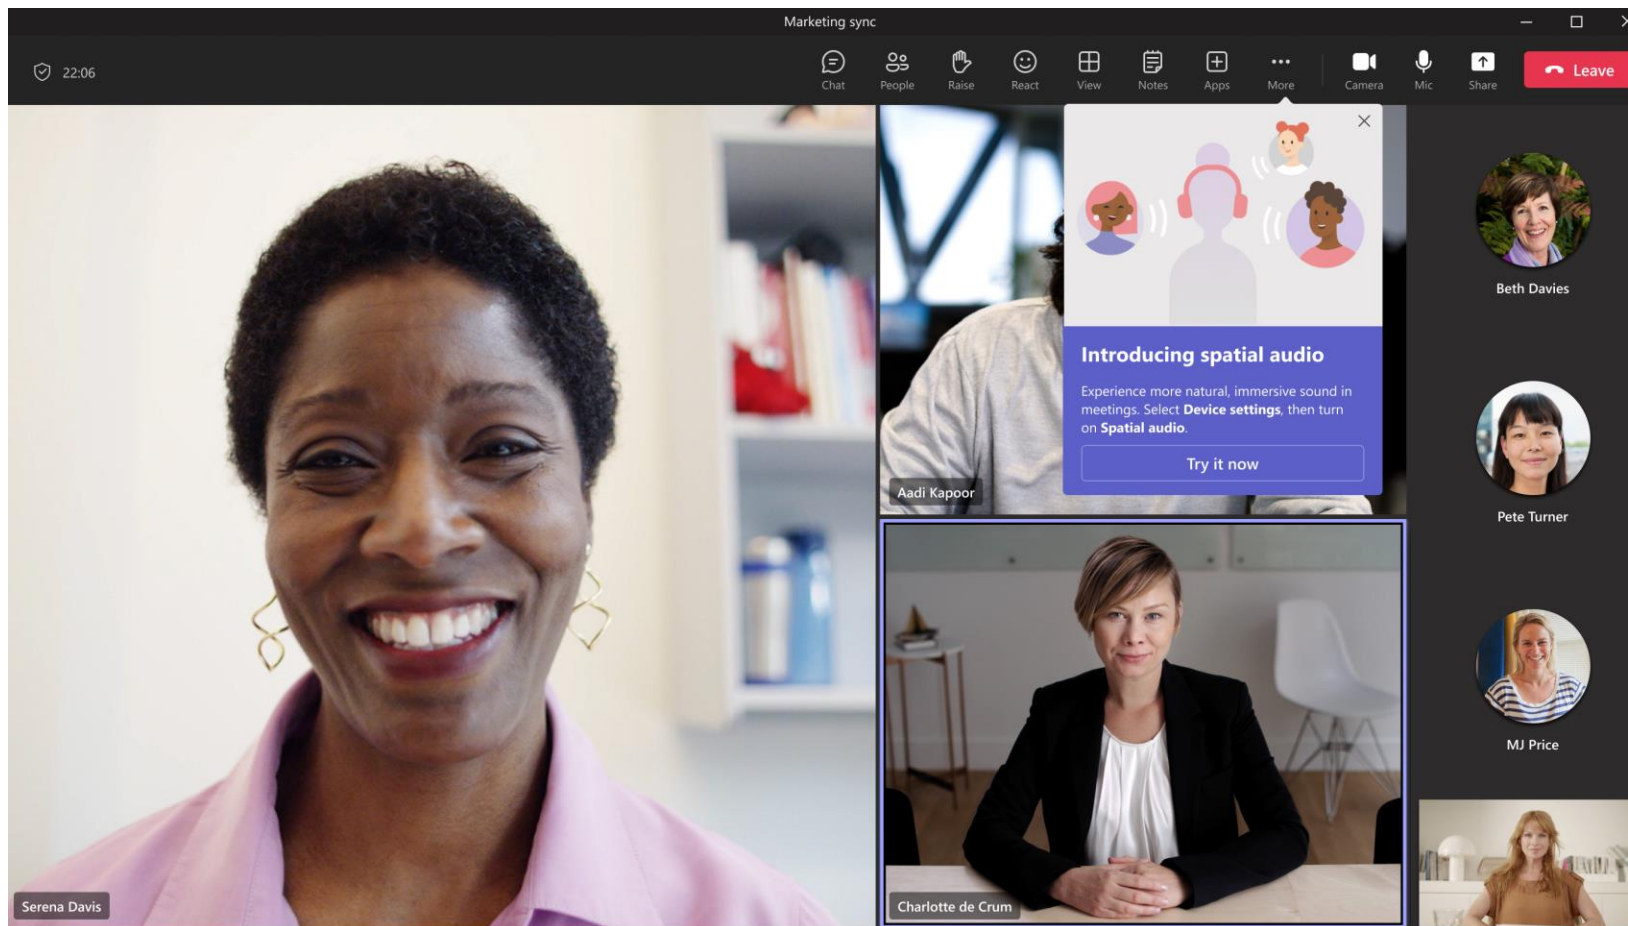 Marketing sync
22:06
Chat
People
Raise
React
View
Notes
Apps
More
Camera
Mic
Share
Leave
Introducing spatial audio
Experience more natural, immersive sound in
meetings. Select Device settings, then turn
on Spatial audio.
Try it now
Aadi Kapoor
Beth Davies
Pete Turner
MJ Price
Serena Davis
Charlotte de Crum